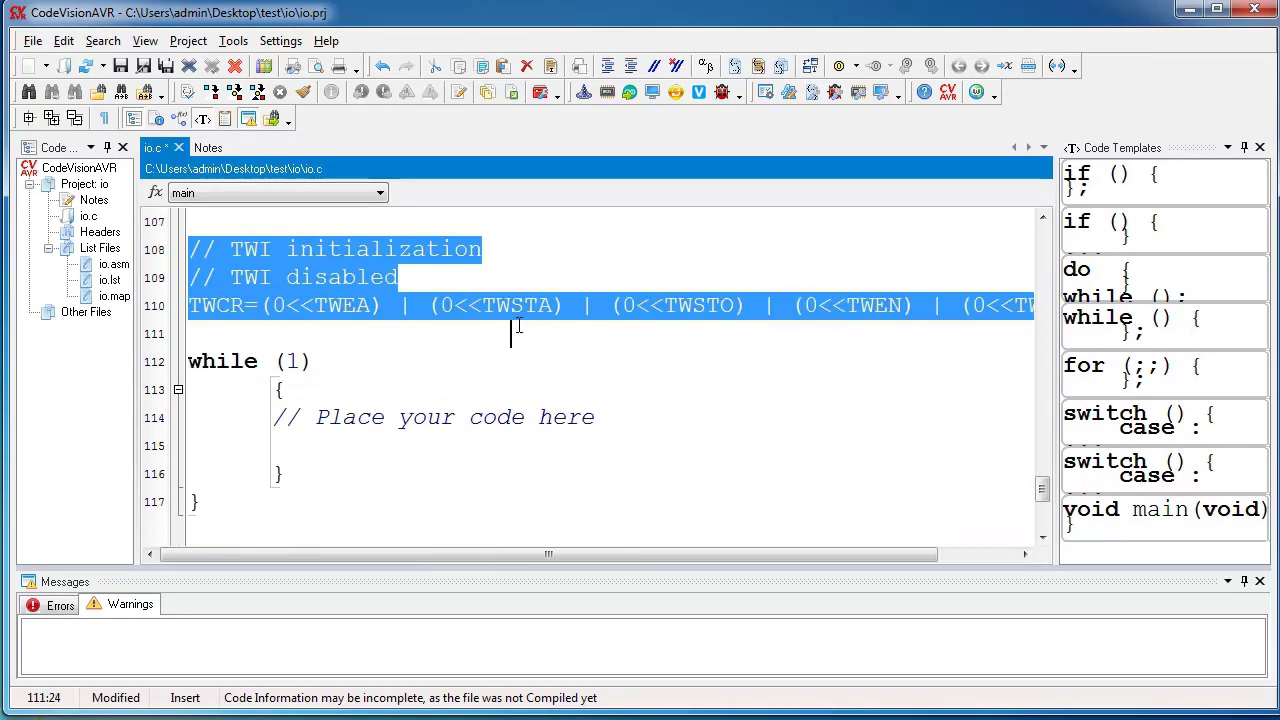 CodeVisionAVR - C:\Users\admin\Desktop\test\io\io.prj
File Edit Search View Project Tools Settings Help
Code ...
io.c * Notes
Code Templates
C:\Users\admin\Desktop\test\io\io.c
main
CodeVisionAVR
Project: io
Notes
io.c
Headers
List Files
io.asm
io.lst
io.map
Other Files
107
108 // TWI initialization
109 // TWI disabled
110 TWCR=(0<<TWEA) | (0<<TWSTA) | (0<<TWSTO) | (0<<TWEN) | (0<<TW
111
112 while (1)
113 {
114 // Place your code here
115
116 }
117 }
if () {
};
if () {
}
do {
} while ();
while () {
};
for (;;) {
};
switch () {
case :
switch () {
case :
void main(void)
}
Messages
Errors Warnings
111:24 Modified Insert Code Information may be incomplete, as the file was not Compiled yet